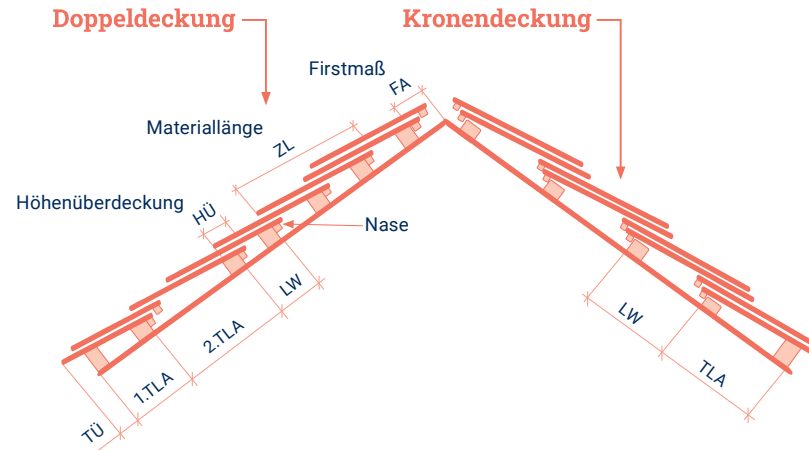 Doppeldeckung
Kronendeckung
Firstmaß
FA
Materiallänge
ZL
Höhenüberdeckung
HÜ
Nase
LW
2.TLA
1.TLA
TÜ
LW
TLA